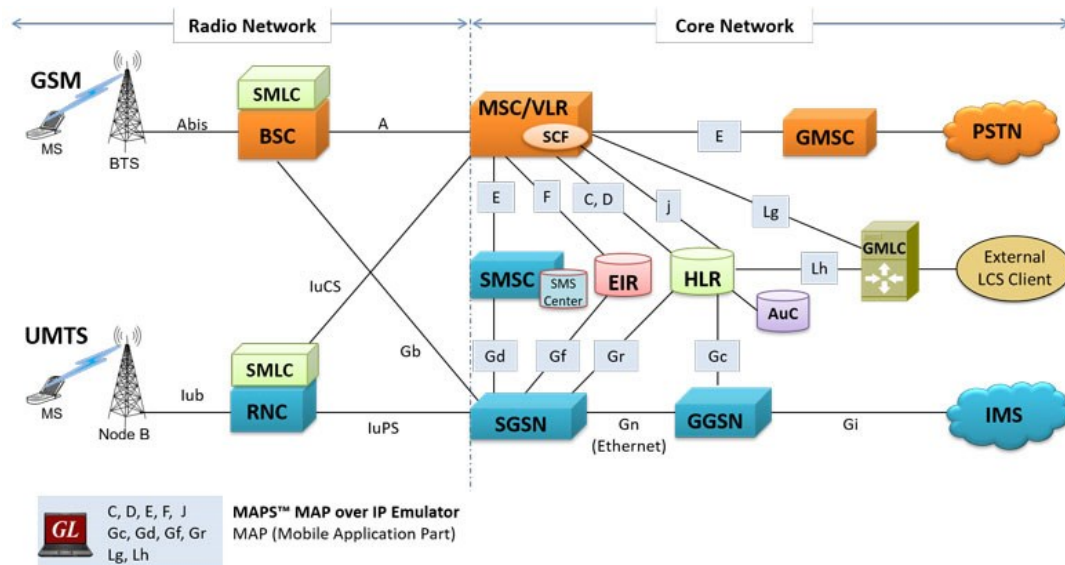 Radio Network
Core Network
GSM
SMLC
BSC
MS
BTS
Abis
A
MSC/VLR
SCF
E
GMSC
PSTN
E
F
C, D
j
Lg
GMLC
External
LCS Client
IuCS
SMSC
SMS
Center
EIR
HLR
Lh
AuC
UMTS
Gb
Gd
Gf
Gr
Gc
SMLC
RNC
MS
Node B
Iub
IuPS
SGSN
Gn
(Ethernet)
GGSN
Gi
IMS
GL
C, D, E, F, J
Gc, Gd, Gf, Gr
Lg, Lh
MAPS™ MAP over IP Emulator
MAP (Mobile Application Part)